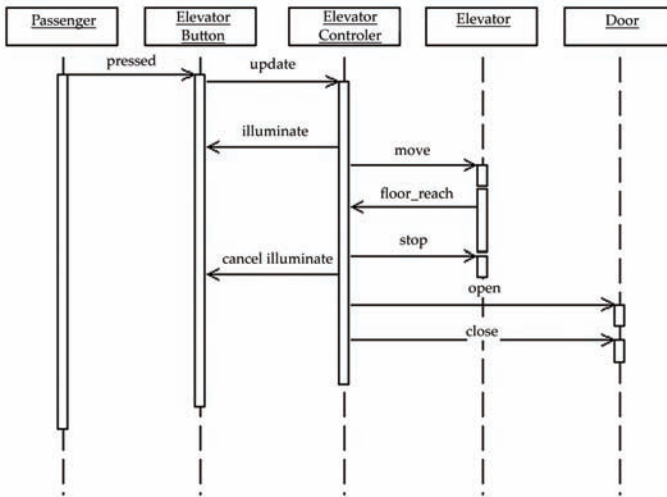 Passenger
Elevator
Button
Elevator
Controler
Elevator
Door
pressed
update
illuminate
move
floor_reach
stop
cancel illuminate
open
close